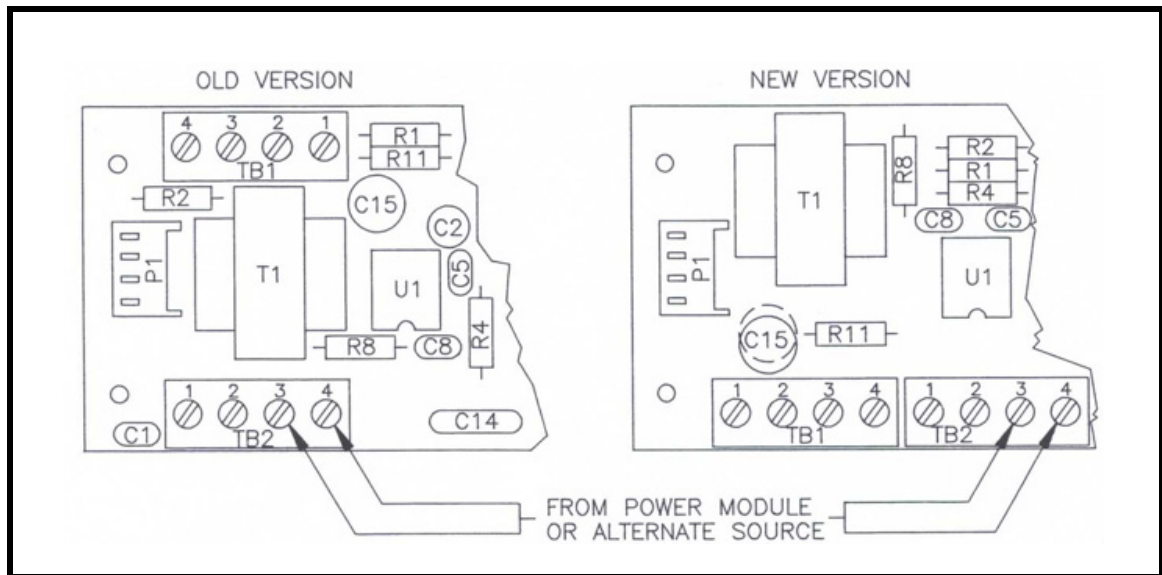 OLD VERSION
4 3 2 1
TB1
R1
R11
R2
C15
C2
P1
T1
U1
C5
R4
R8
C8
1 2 3 4
TB2
C1
C14
NEW VERSION
T1
R8
R2
R1
R4
C8
C5
P1
U1
C15
R11
1 2 3 4
TB1
1 2 3 4
TB2
FROM POWER MODULE
OR ALTERNATE SOURCE